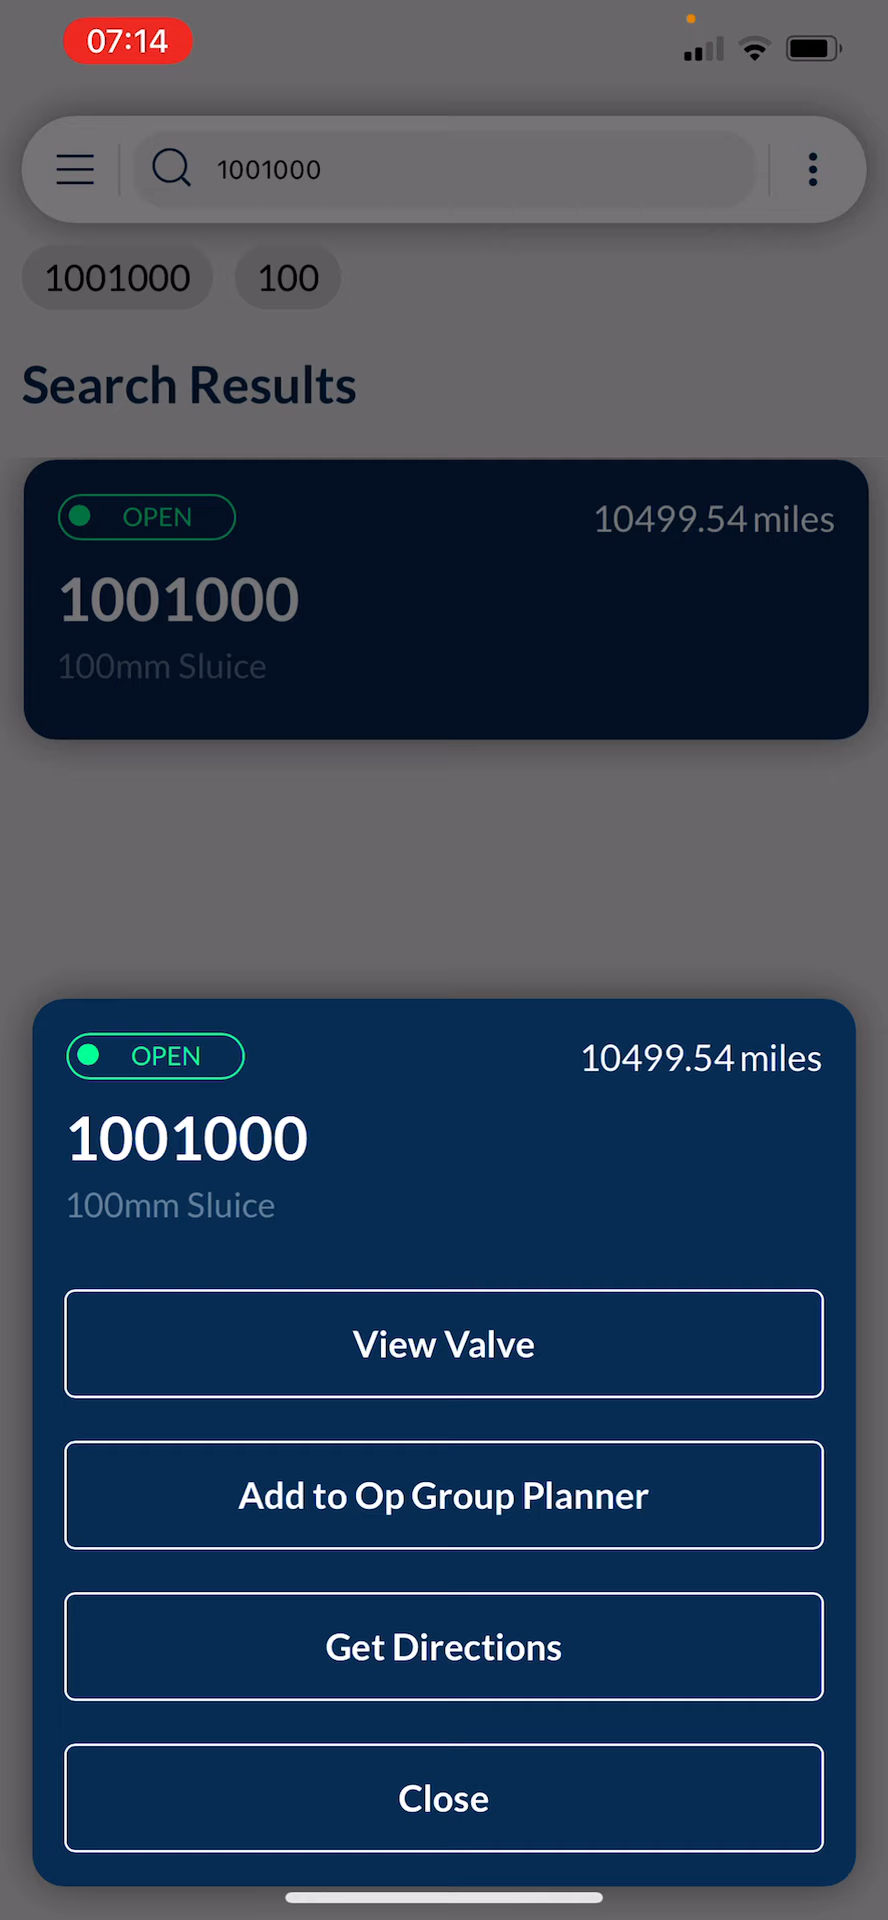 07:14
1001000
1001000 100
Search Results
OPEN 10499.54 miles
1001000
100mm Sluice
OPEN 10499.54 miles
1001000
100mm Sluice
View Valve
Add to Op Group Planner
Get Directions
Close